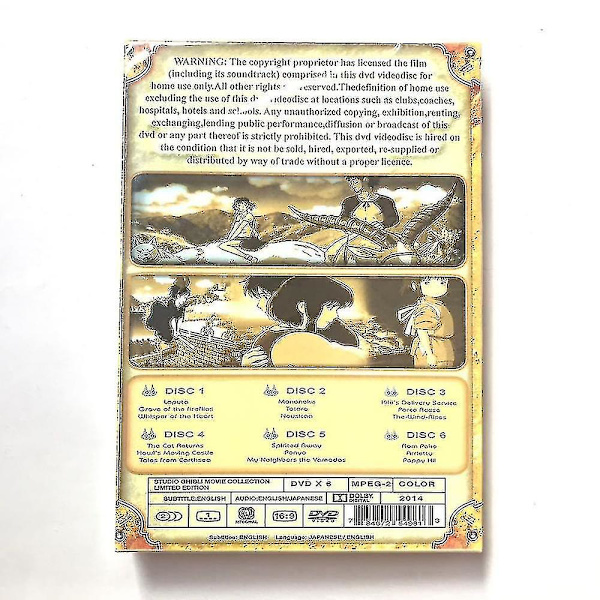 WARNING: The copyright proprietor has licensed the film
(including its soundtrack) comprised in this dvd videodisc for
home use only.All other rights reserved.Thedefinition of home use
excluding the use of this videodisc at locations such as clubs,coaches,
hospitals, hotels and schools. Any unauthorized copying, exhibition,renting,
exchanging,lending public performance,diffusion or broadcast of this
dvd or any part thereof is strictly prohibited. This dvd videodisc is hired on
the condition that it is not be sold, hired, exported, re-supplied or
distributed by way of trade without a proper licence.
DISC 1
Laputa
Grave of the fireflies
Whisper of the Heart
DISC 2
Mononoke
Totoro
Nausicaa
DISC 3
Kiki's Delivery Service
Porco Rosso
The-Wind-Rises
DISC 4
The Cat Returns
Howl's Moving Castle
Tales from Earthsea
DISC 5
Spirited Away
Ponyo
My Neighbors the Yamadas
DISC 6
Pom Poko
Arrietty
Poppy Hil
STUDIO GHIBLI MOVIE COLLECTION
LIMITED EDITION
DVD X 6
MPEG-2
COLOR
SUBTITLE:ENGLISH
AUDIO:ENGLISH/JAPANESE
DOLBY
DIGITAL
2014
16:9
DVD
VIDEO
Subtitles: ENGLISH Language: JAPANESE / ENGLISH